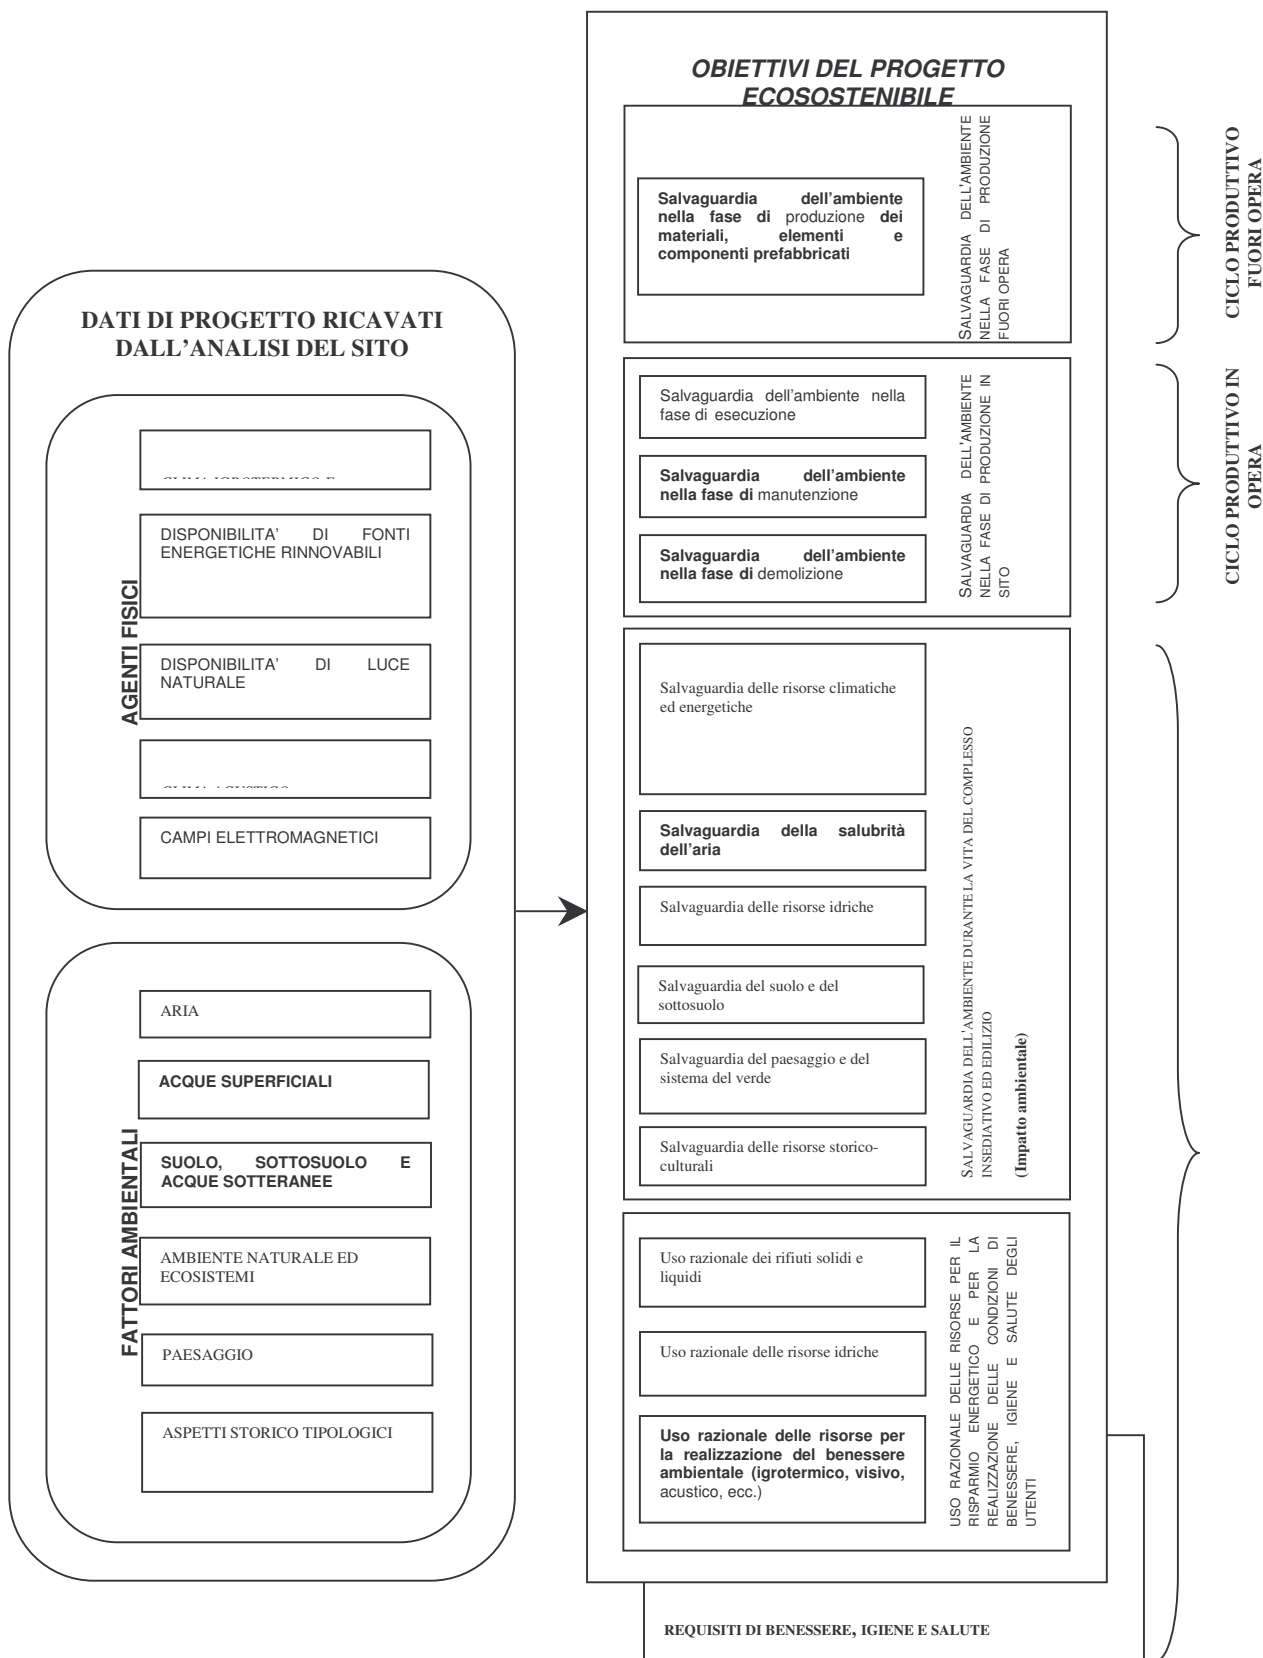 DATI DI PROGETTO RICAVATI
DALL'ANALISI DEL SITO
AGENTI FISICI
DISPONIBILITA' DI FONTI
ENERGETICHE RINNOVABILI
DISPONIBILITA' DI LUCE
NATURALE
CAMPI ELETTROMAGNETICI
FATTORI AMBIENTALI
ARIA
ACQUE SUPERFICIALI
SUOLO, SOTTOSUOLO E
ACQUE SOTTERANEE
AMBIENTE NATURALE ED
ECOSISTEMI
PAESAGGIO
ASPETTI STORICO TIPOLOGICI
OBIETTIVI DEL PROGETTO
ECOSOSTENIBILE
Salvaguardia dell'ambiente
nella fase di produzione dei
materiali, elementi e
componenti prefabbricati
SALVAGUARDIA DELL'AMBIENTE
NELLA FASE DI PRODUZIONE
FUORI OPERA
CICLO PRODUTTIVO
FUORI OPERA
Salvaguardia dell'ambiente nella
fase di esecuzione
Salvaguardia dell'ambiente
nella fase di manutenzione
Salvaguardia dell'ambiente
nella fase di demolizione
SALVAGUARDIA DELL'AMBIENTE
NELLA FASE DI PRODUZIONE IN
SITO
CICLO PRODUTTIVO IN
OPERA
Salvaguardia delle risorse climatiche
ed energetiche
Salvaguardia della salubrità
dell'aria
Salvaguardia delle risorse idriche
Salvaguardia del suolo e del
sottosuolo
Salvaguardia del paesaggio e del
sistema del verde
Salvaguardia delle risorse storico-
culturali
SALVAGUARDIA DELL'AMBIENTE DURANTE LA VITA DEL COMPLESSO
INSEDIATIVO ED EDILIZIO
(Impatto ambientale)
Uso razionale dei rifiuti solidi e
liquidi
Uso razionale delle risorse idriche
Uso razionale delle risorse per
la realizzazione del benessere
ambientale (igrotermico, visivo,
acustico, ecc.)
USO RAZIONALE DELLE RISORSE PER IL
RISPARMIO ENERGETICO E PER LA
REALIZZAZIONE DELLE CONDIZIONI DI
BENESSERE, IGIENE E SALUTE DEGLI
UTENTI
REQUISITI DI BENESSERE, IGIENE E SALUTE